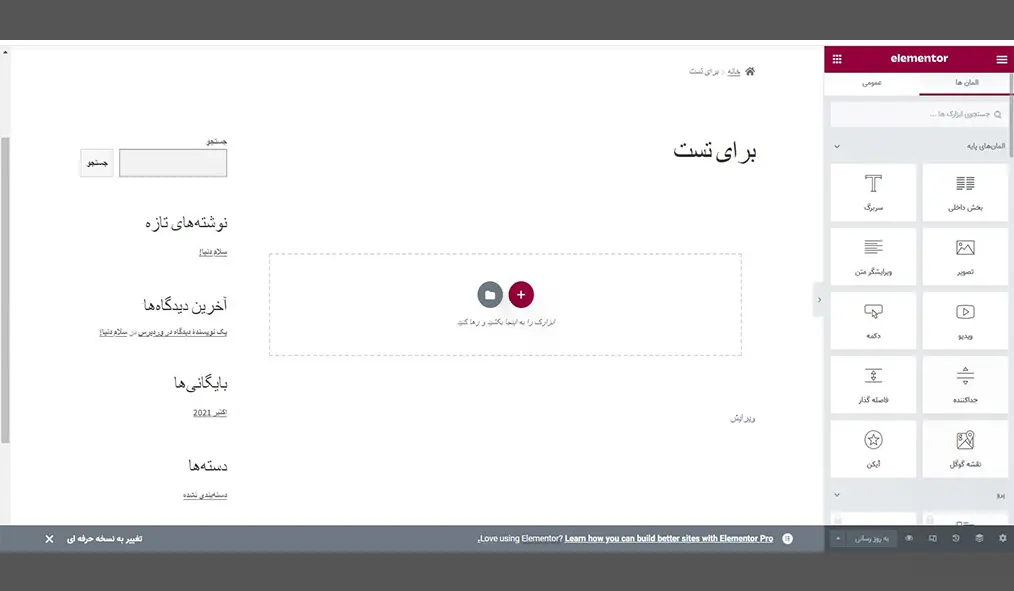 elementor
المان ها
عمومی
جستجوی ابزارک ها ...
المان‌های پایه
بخش داخلی
سربرگ
تصویر
ویرایشگر متن
ویدیو
دکمه
جداکننده
فاصله گذار
نقشه گوگل
آیکن
پرو
به روز رسانی
خانه > برای تست
برای تست
ابزارک را به اینجا بکشید و رها کنید
ویرایش
جستجو
جستجو
نوشته‌های تازه
سلام دنیا!
آخرین دیدگاه‌ها
یک نویسندهٔ دیدگاه در وردپرس در سلام دنیا!
بایگانی‌ها
اکتبر 2021
دسته‌ها
دسته‌بندی نشده
Love using Elementor? Learn how you can build better sites with Elementor Pro.
تغییر به نسخه حرفه ای